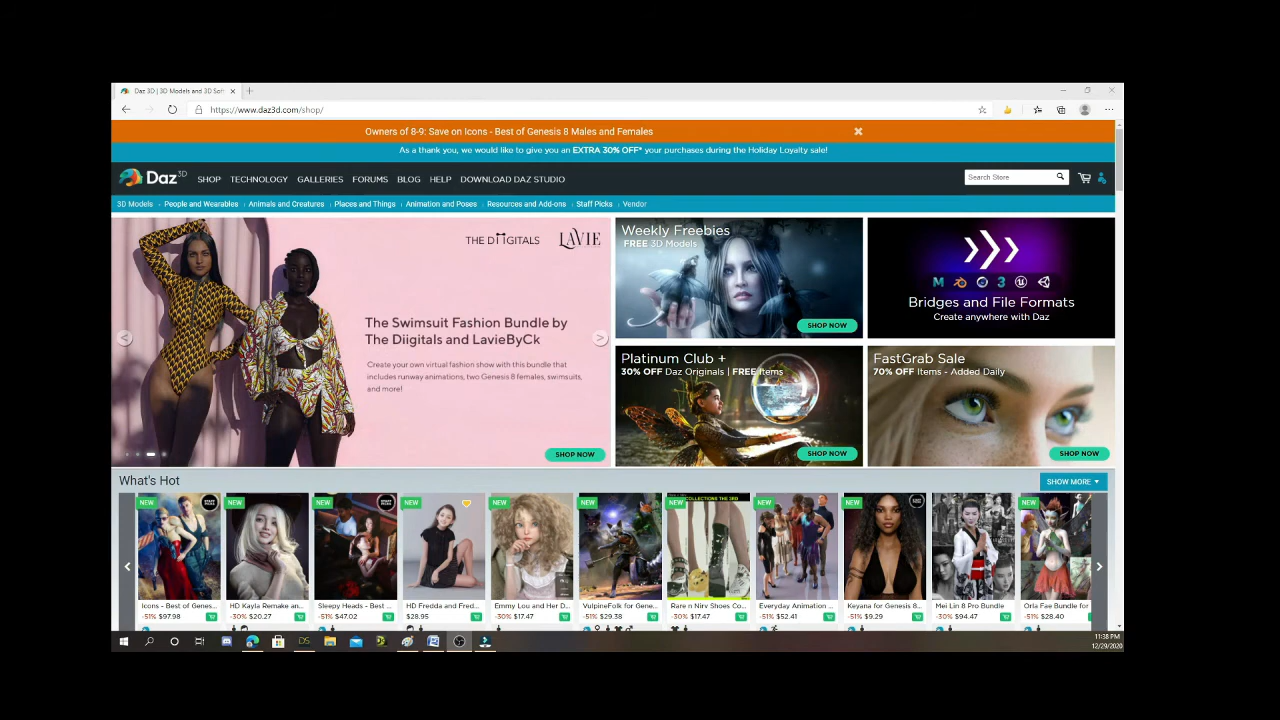 Daz 3D | 3D Models and 3D Soft
https://www.daz3d.com/shop/
Owners of 8-9: Save on Icons - Best of Genesis 8 Males and Females
As a thank you, we would like to give you an EXTRA 30% OFF* your purchases during the Holiday Loyalty sale!
Daz3D SHOP TECHNOLOGY GALLERIES FORUMS BLOG HELP DOWNLOAD DAZ STUDIO Search Store
3D Models People and Wearables Animals and Creatures Places and Things Animation and Poses Resources and Add-ons Staff Picks Vendor
THE DIIGITALS LAVIE
The Swimsuit Fashion Bundle by
The Diigitals and LavieByCk
Create your own virtual fashion show with this bundle that
includes runway animations, two Genesis 8 females, swimsuits,
and more!
SHOP NOW
Weekly Freebies
FREE 3D Models
SHOP NOW
Bridges and File Formats
Create anywhere with Daz
Platinum Club +
30% OFF Daz Originals | FREE Items
SHOP NOW
FastGrab Sale
70% OFF Items - Added Daily
SHOP NOW
What's Hot
SHOW MORE
NEW NEW NEW NEW NEW NEW NEW NEW NEW NEW NEW
COLLECTIONS THE 3RD
Icons - Best of Genes... HD Kayla Remake an... Sleepy Heads - Best ... HD Fredda and Fred... Emmy Lou and Her D... VulpineFolk for Gene... Rare n Nirv Shoes Co... Everyday Animation ... Keyana for Genesis 8... Mei Lin 8 Pro Bundle Orla Fae Bundle for
-51% $97.98 -30% $20.27 -51% $47.02 $28.95 -30% $17.47 -51% $29.38 -30% $17.47 -51% $52.41 -51% $9.29 -30% $94.47 -51% $28.40
11:38 PM
12/29/2020